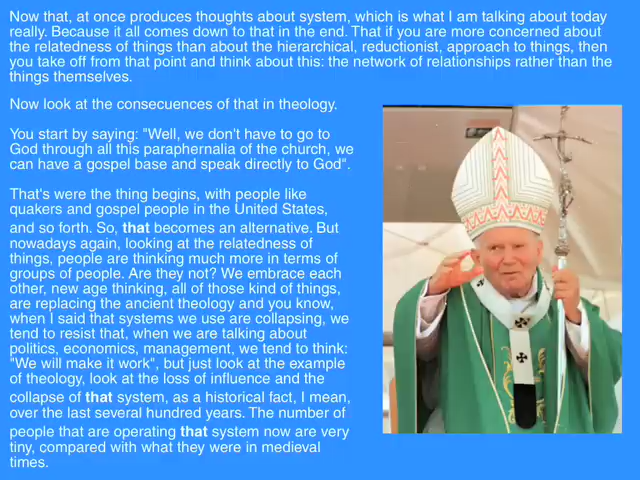 Now that, at once produces thoughts about system, which is what I am talking about today
really. Because it all comes down to that in the end. That if you are more concerned about
the relatedness of things than about the hierarchical, reductionist, approach to things, then
you take off from that point and think about this: the network of relationships rather than the
things themselves.
Now look at the consecuences of that in theology.
You start by saying: "Well, we don't have to go to
God through all this paraphernalia of the church, we
can have a gospel base and speak directly to God".
That's were the thing begins, with people like
quakers and gospel people in the United States,
and so forth. So, that becomes an alternative. But
nowadays again, looking at the relatedness of
things, people are thinking much more in terms of
groups of people. Are they not? We embrace each
other, new age thinking, all of those kind of things,
are replacing the ancient theology and you know,
when I said that systems we use are collapsing, we
tend to resist that, when we are talking about
politics, economics, management, we tend to think:
"We will make it work", but just look at the example
of theology, look at the loss of influence and the
collapse of that system, as a historical fact, I mean,
over the last several hundred years. The number of
people that are operating that system now are very
tiny, compared with what they were in medieval
times.